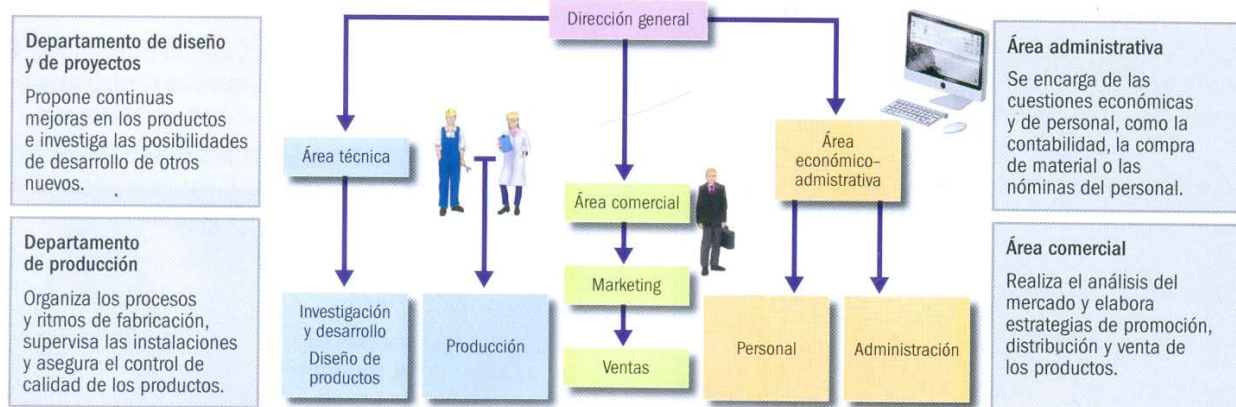 Dirección general
Departamento de diseño
y de proyectos
Propone continuas
mejoras en los productos
e investiga las posibilidades
de desarrollo de otros
nuevos.
Departamento
de producción
Organiza los procesos
y ritmos de fabricación,
supervisa las instalaciones
y asegura el control de
calidad de los productos.
Área técnica
Investigación
y desarrollo
Diseño de
productos
Producción
Área comercial
Marketing
Ventas
Área
económico-
admistrativa
Personal
Administración
Área administrativa
Se encarga de las
cuestiones económicas
y de personal, como la
contabilidad, la compra
de material o las
nóminas del personal.
Área comercial
Realiza el análisis del
mercado y elabora
estrategias de promoción,
distribución y venta de
los productos.